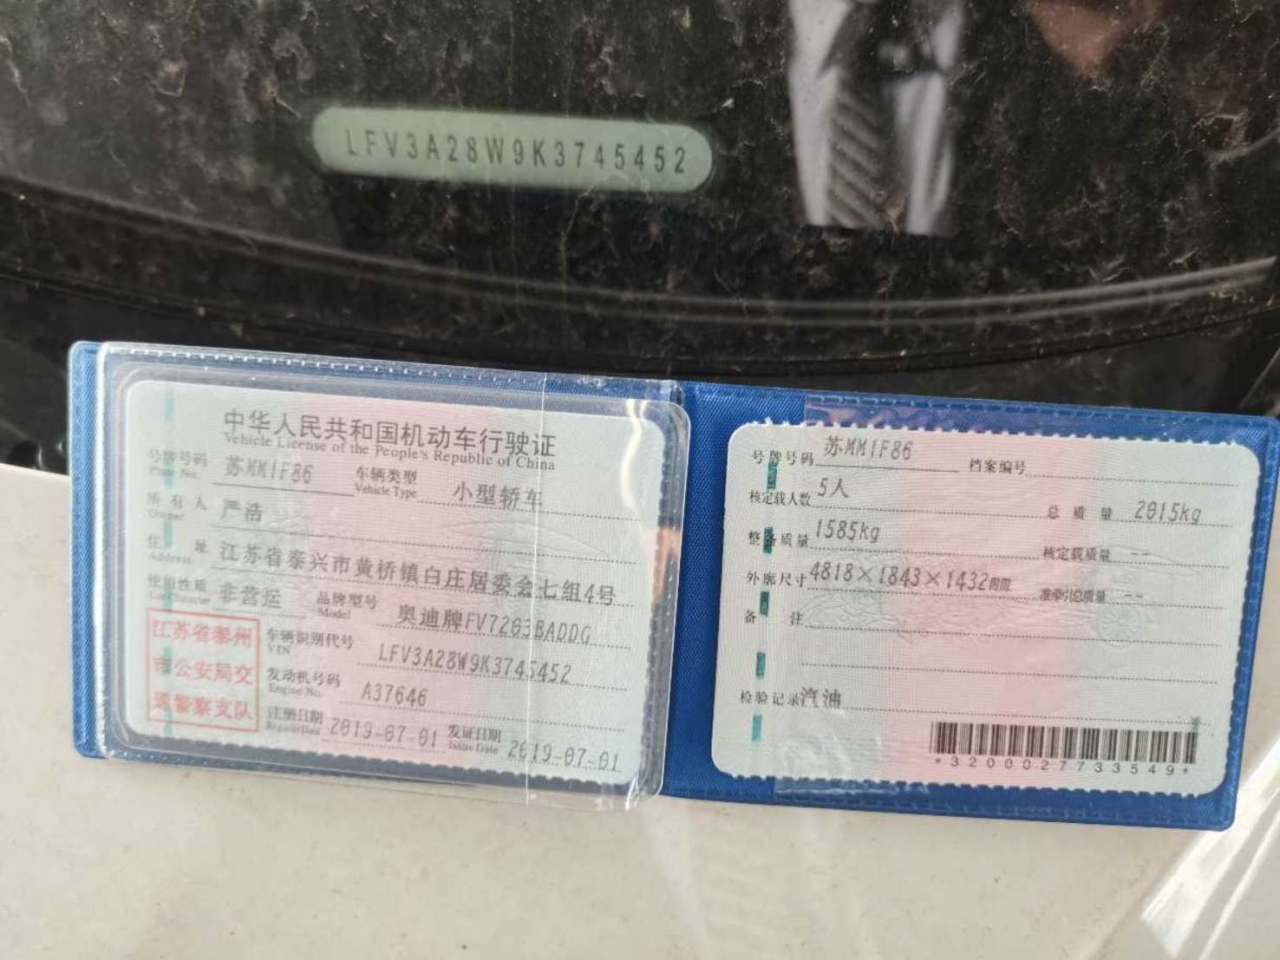 LFV3A28W9K3745452
中华人民共和国机动车行驶证
Vehicle License of the People's Republic of China
号牌号码 苏MM1F86 车辆类型 小型轿车
Plate No. Vehicle Type
所有人 严浩
Owner
住址 江苏省泰兴市黄桥镇白庄居委会七组4号
Address
使用性质 非营运 品牌型号 奥迪牌FV7203BADDG
Use Character Model
江苏省泰州
市公安局交
通警察支队
车辆识别代号 LFV3A28W9K3745452
VIN
发动机号码 A37646
Engine No.
注册日期 2019-07-01 发证日期 2019-07-01
Register Date Issue Date
号牌号码 苏MM1F86 档案编号
核定载人数 5人 总质量 2015kg
整备质量 1585kg 核定载质量 --
外廓尺寸 4818×1843×1432mm 准牵引总质量 --
备注
检验记录 汽油
*3200027733549*